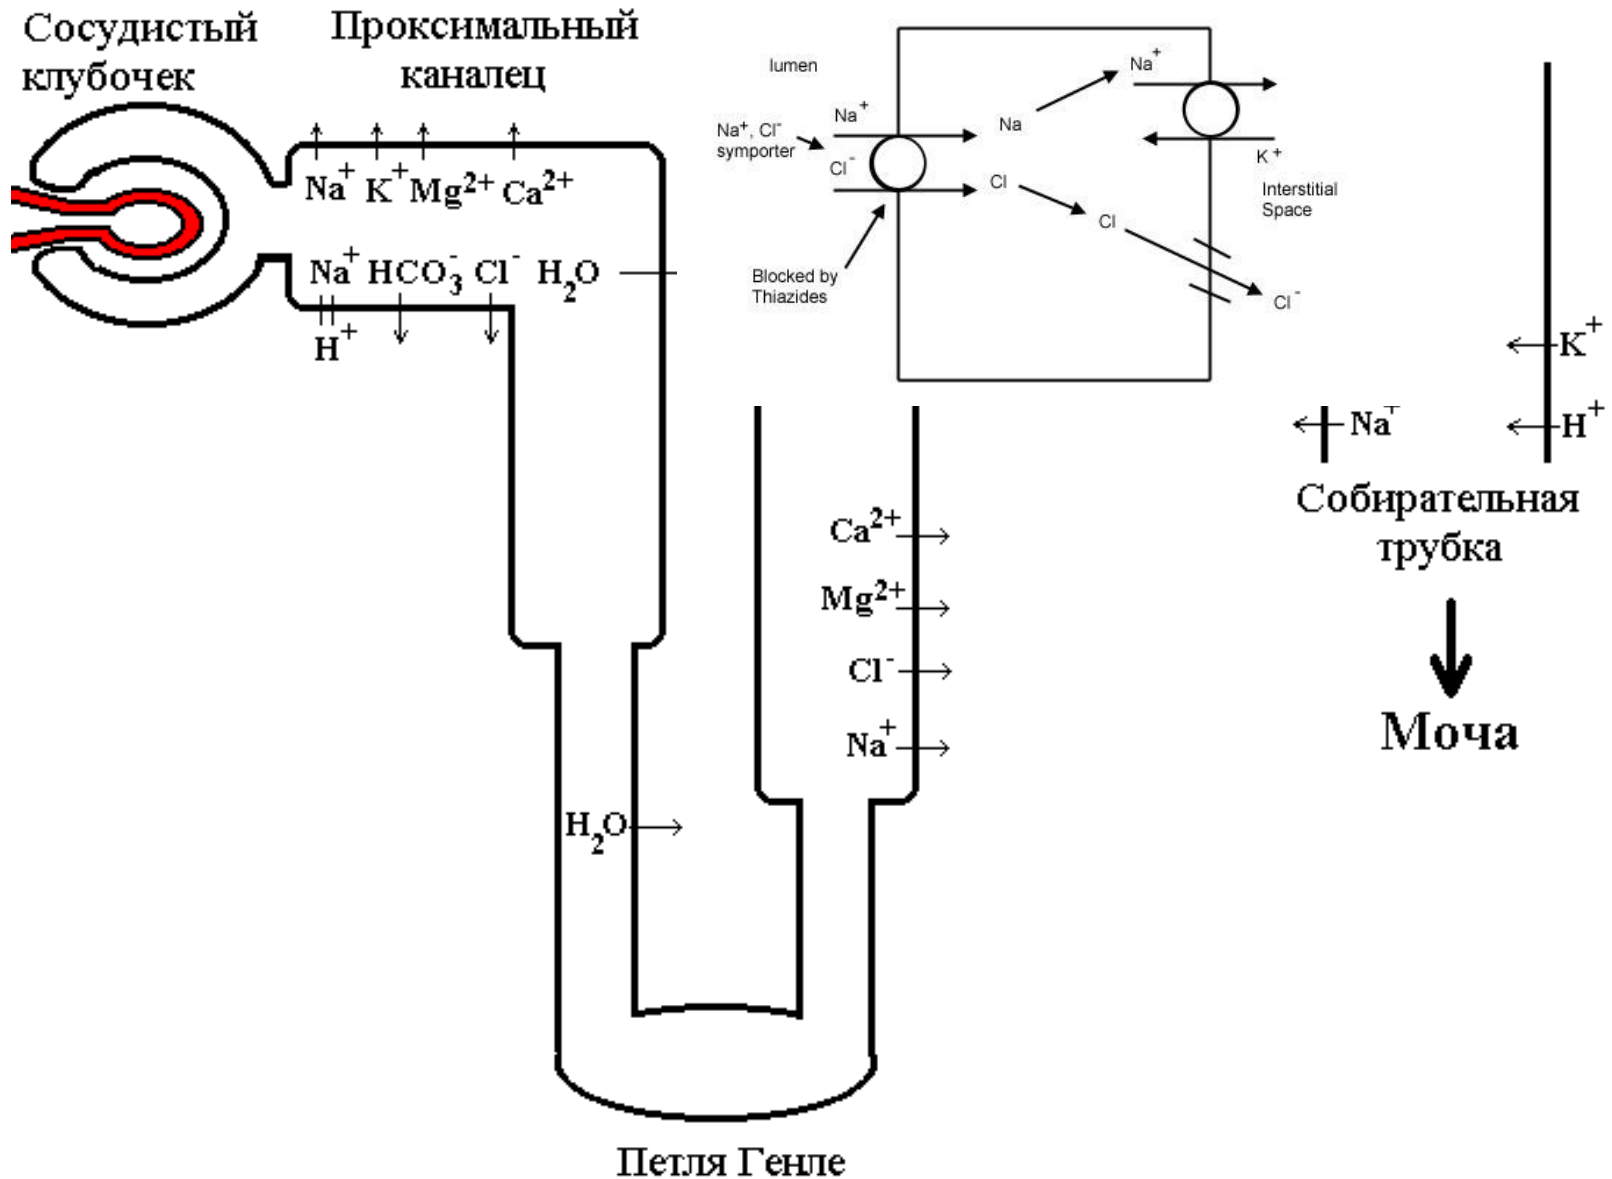 Сосудистый
клубочек
Проксимальный
каналец
Na+ K+ Mg2+ Ca2+
Na+ HCO3- Cl- H2O
H+
lumen
Na+
Na+, Cl-
symporter
Cl-
Na
Cl
Cl
Na+
K+
Interstitial
Space
Blocked by
Thiazides
Cl-
K+
H+
Na+
Собирательная
трубка
Моча
Ca2+
Mg2+
Cl-
Na+
H2O
Петля Генле